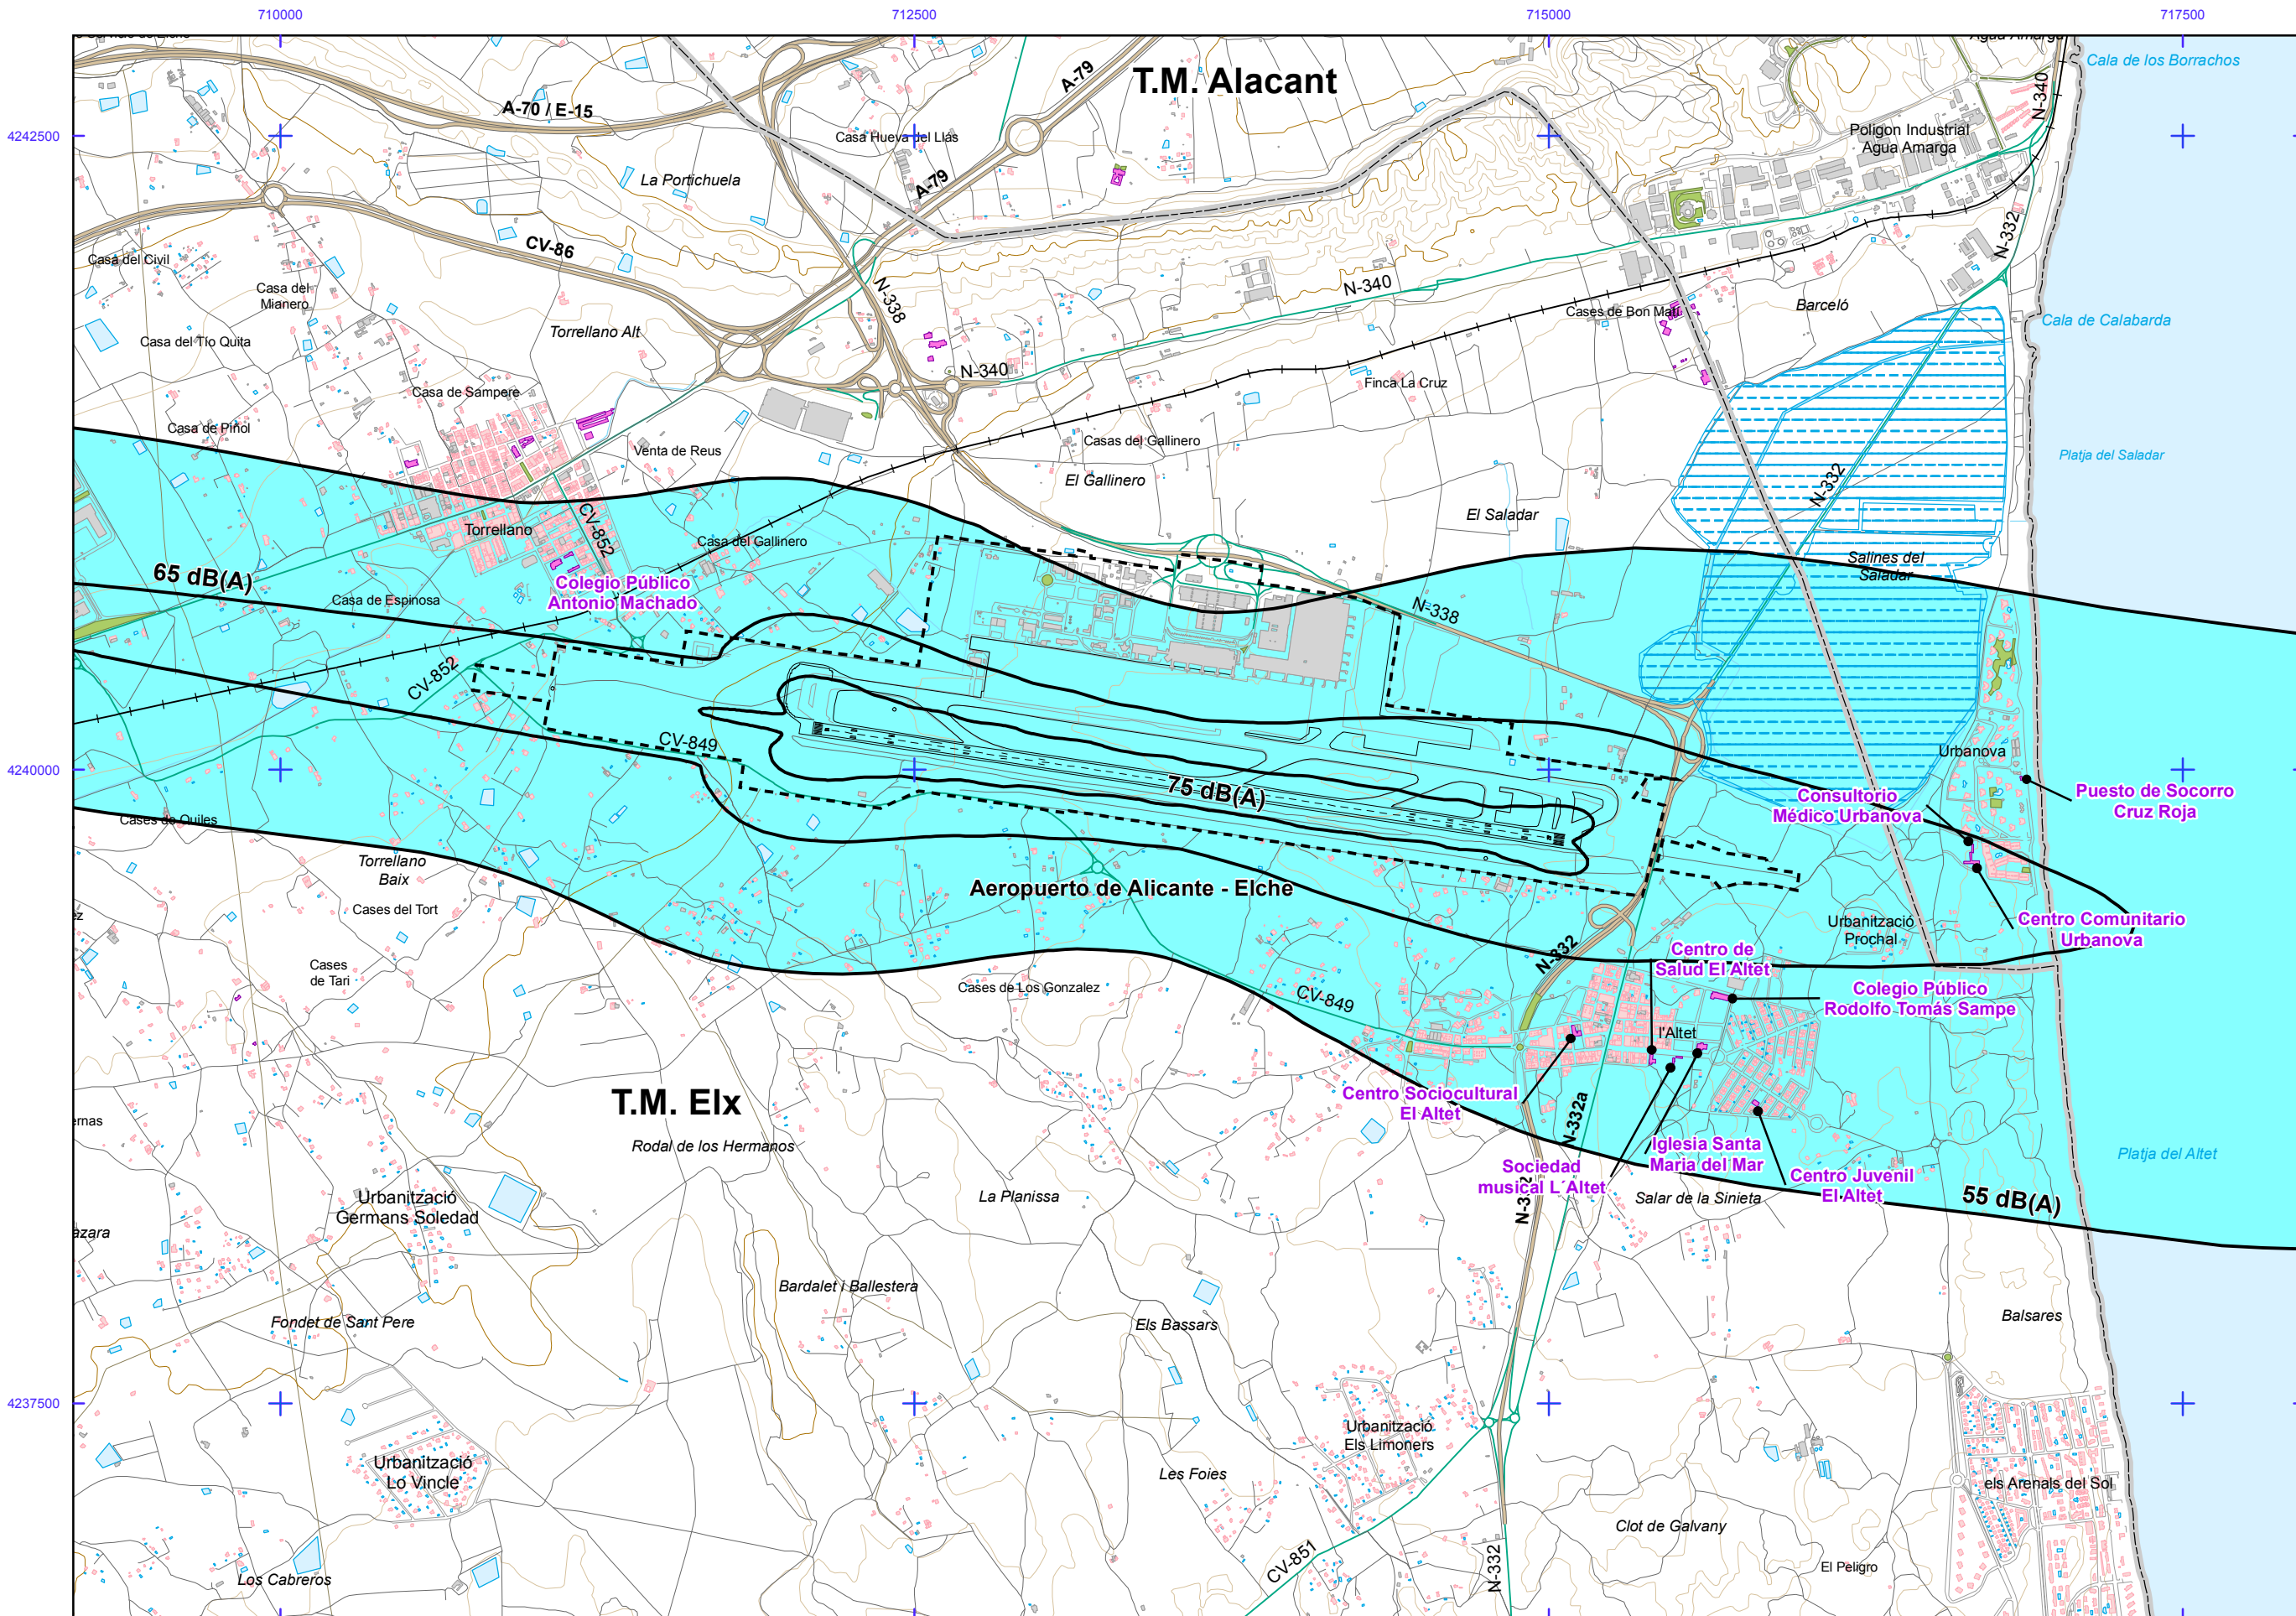 710000
712500
715000
717500
Agua Amarga
Cala de los Borrachos
T.M. Alacant
A-79
N-340
A-70 / E-15
4242500
Casa Hueva del Llás
Polígon Industrial
Agua Amarga
La Portichuela
A-79
CV-86
N-332
Casa del Civil
Casa del
Mianero
N-338
N-340
Cases de Bon Matí
Barceló
Cala de Calabarda
Torrellano Alt
Casa del Tío Quita
N-340
Finca La Cruz
Casa de Sampere
Casa de Piñol
Venta de Reus
Casas del Gallinero
Platja del Saladar
El Gallinero
N-332
El Saladar
Torrellano
CV-852
Casa del Gallinero
Salines del
Saladar
65 dB(A)
Colegio Público
Antonio Machado
Casa de Espinosa
N-338
CV-852
CV-849
Urbanova
4240000
75 dB(A)
Consultorio
Médico Urbanova
Puesto de Socorro
Cruz Roja
Cases de Quiles
Torrellano
Baix
Aeropuerto de Alicante - Elche
Cases del Tort
Urbanització
Prochal
Centro Comunitario
Urbanova
Cases
de Tari
N-332
Centro de
Salud El Altet
Cases de Los Gonzalez
CV-849
Colegio Público
Rodolfo Tomás Sampe
l'Altet
T.M. Elx
Centro Sociocultural
El Altet
N-332a
Rodal de los Hermanos
Iglesia Santa
Maria del Mar
Platja del Altet
Sociedad
musical L´Altet
Centro Juvenil
El Altet
Urbanització
Germans Soledad
La Planissa
N-332
Salar de la Sinieta
55 dB(A)
Bardalet i Ballestera
Fondet de Sant Pere
Els Bassars
Balsares
4237500
Urbanització
Els Limoners
Urbanització
Lo Vincle
Les Foies
els Arenals del Sol
Clot de Galvany
CV-851
N-332
El Peligro
Los Cabreros